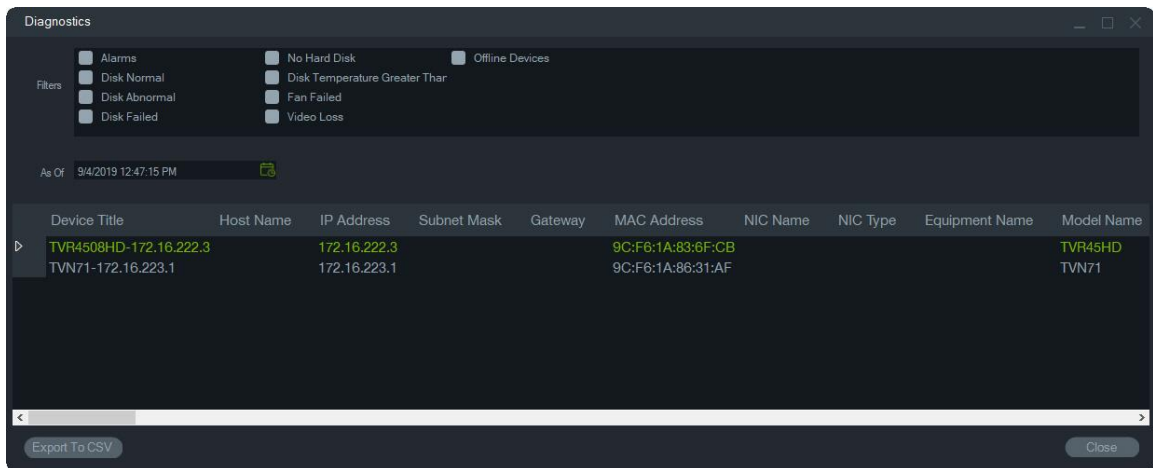 Diagnostics
Filters
Alarms No Hard Disk Offline Devices
Disk Normal Disk Temperature Greater Thar
Disk Abnormal Fan Failed
Disk Failed Video Loss
As Of 9/4/2019 12:47:15 PM
Device Title Host Name IP Address Subnet Mask Gateway MAC Address NIC Name NIC Type Equipment Name Model Name
TVR4508HD-172.16.222.3 172.16.222.3 9C:F6:1A:83:6F:CB TVR45HD
TVN71-172.16.223.1 172.16.223.1 9C:F6:1A:86:31:AF TVN71
Export To CSV Close